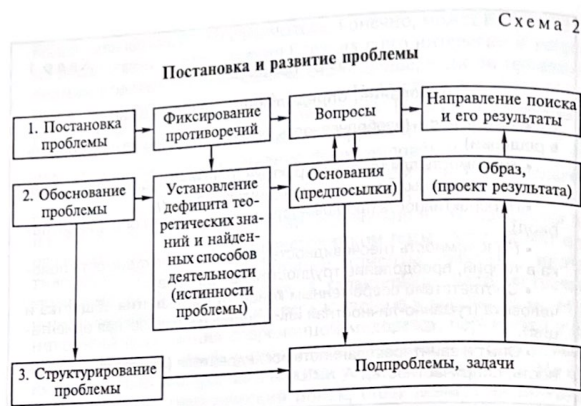 Схема 2
Постановка и развитие проблемы
1. Постановка
проблемы
Фиксирование
противоречий
Вопросы
Направление поиска
и его результаты
2. Обоснование
проблемы
Установление
дефицита тео-
ретических зна-
ний и найден-
ных способов
деятельности
(истинности
проблемы)
Основания
(предпосылки)
Образ,
(проект результата)
3. Структурирование
проблемы
Подпроблемы, задачи